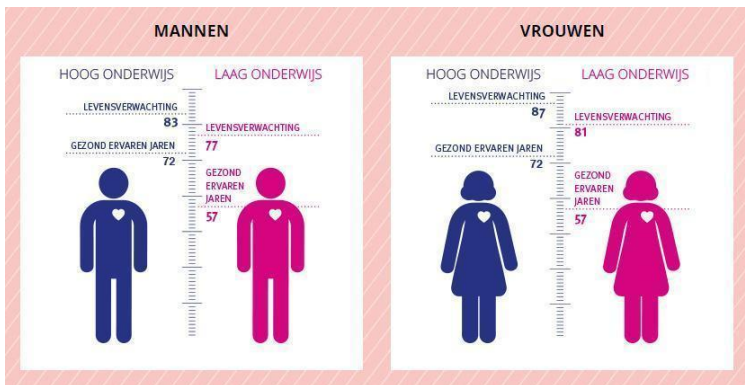 MANNEN
HOOG ONDERWIJS
LAAG ONDERWIJS
LEVENSVERWACHTING
83
LEVENSVERWACHTING
77
GEZOND ERVAREN JAREN
72
GEZOND
ERVAREN
JAREN
57
VROUWEN
HOOG ONDERWIJS
LAAG ONDERWIJS
LEVENSVERWACHTING
87
LEVENSVERWACHTING
81
GEZOND ERVAREN JAREN
72
GEZOND
ERVAREN
JAREN
57